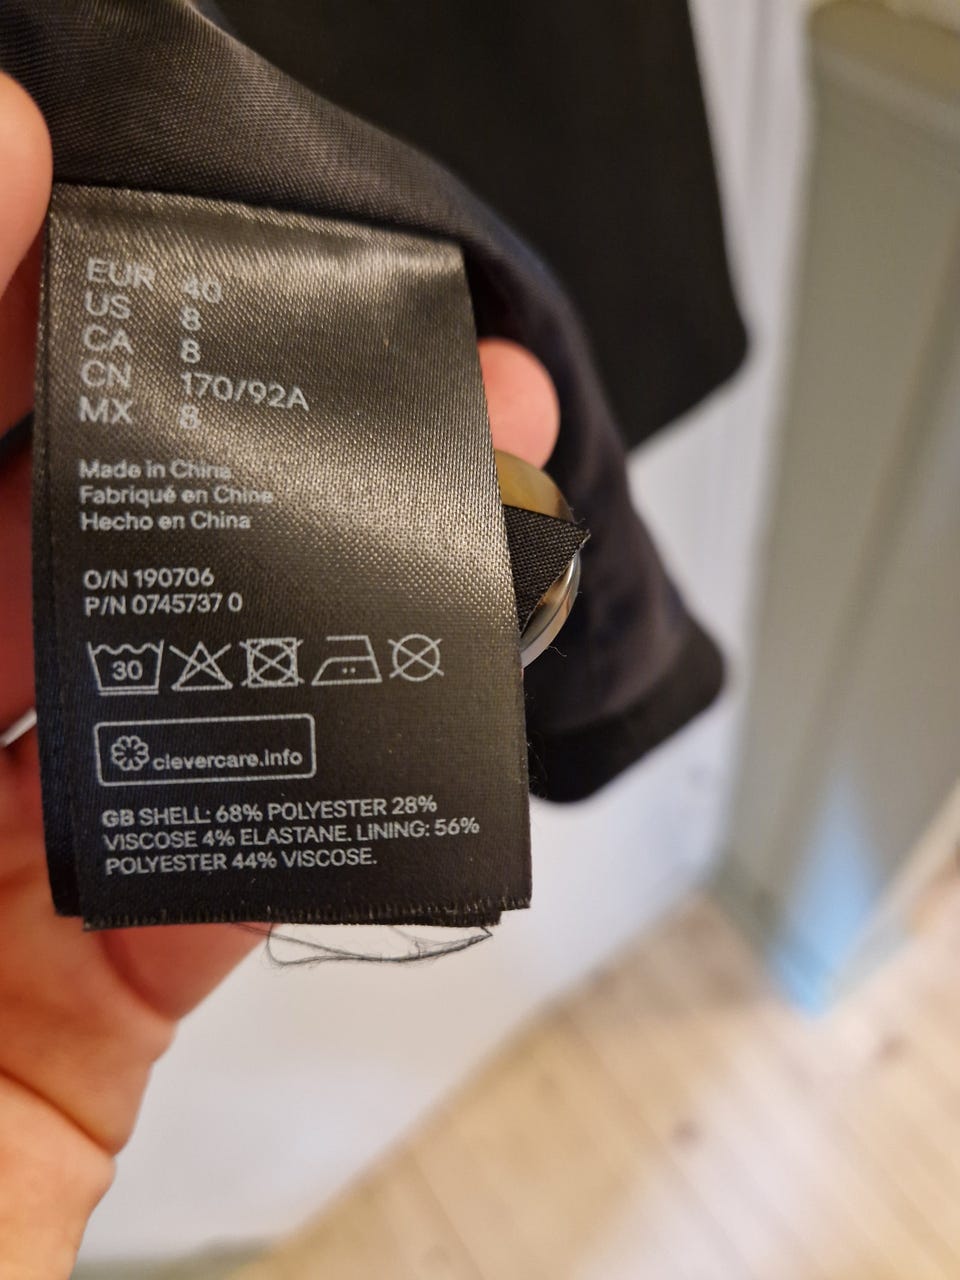 EUR 40
US 8
CA 8
CN 170/92A
MX 8
Made in China
Fabriqué en Chine
Hecho en China
O/N 190706
P/N 0745737 0
30
clevercare.info
GB SHELL: 68% POLYESTER 28%
VISCOSE 4% ELASTANE. LINING: 56%
POLYESTER 44% VISCOSE.